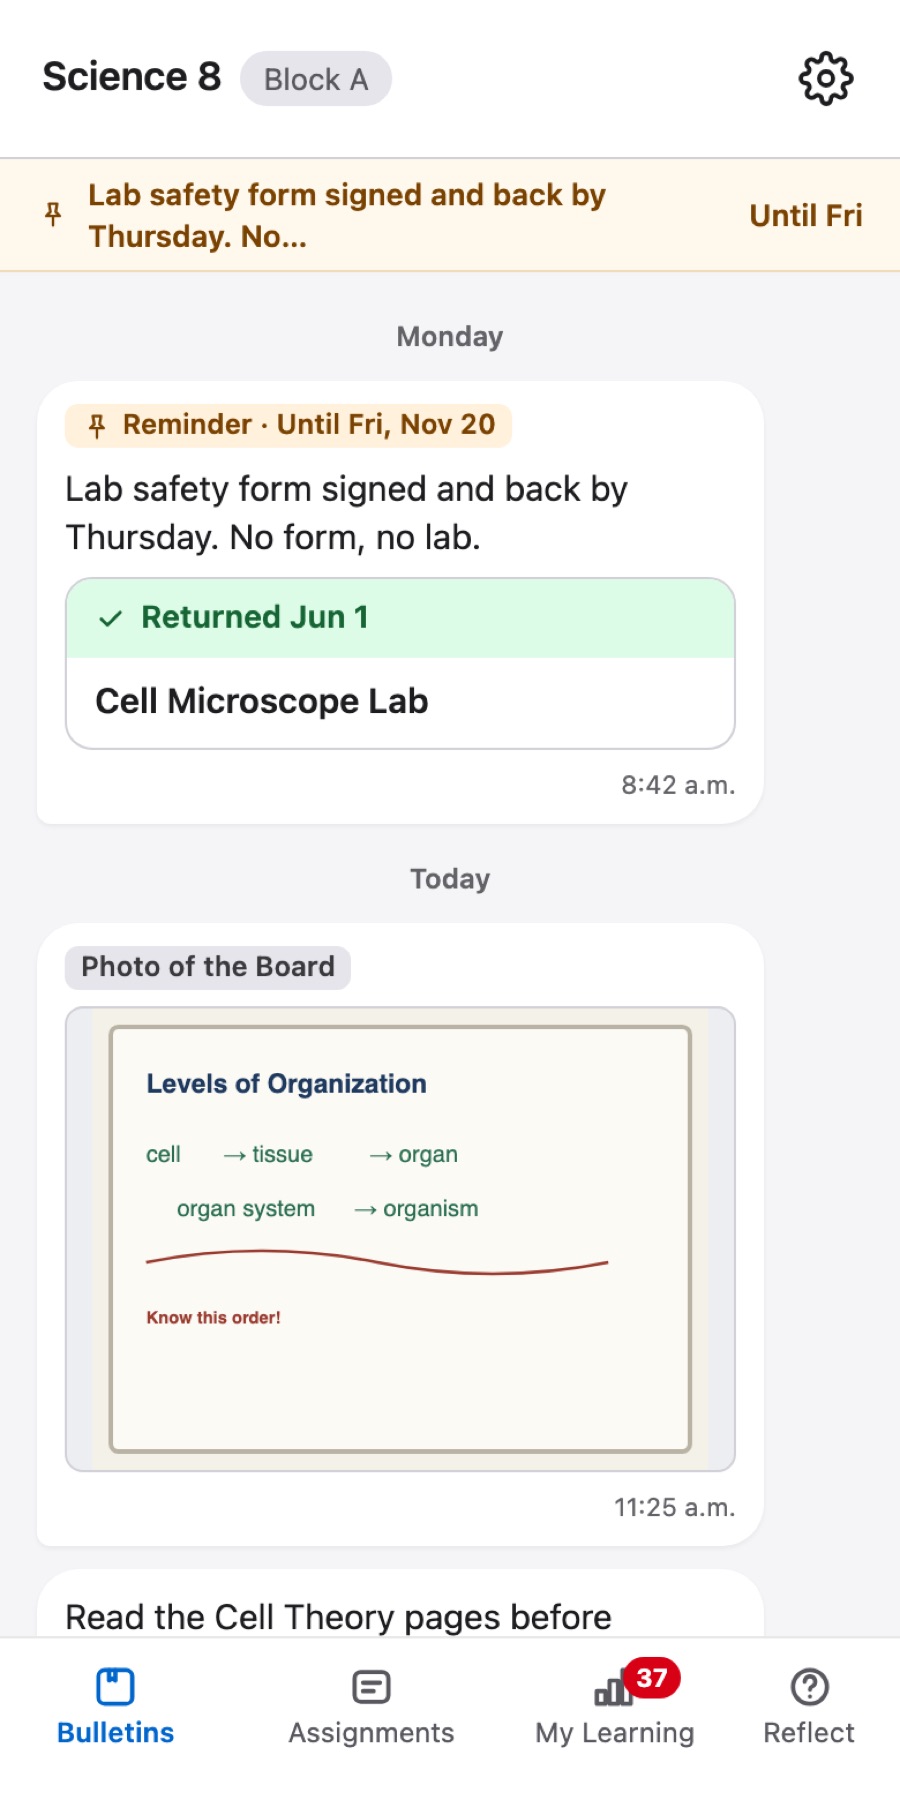 Science 8 Block A
Lab safety form signed and back by
Thursday. No...
Until Fri
Monday
Reminder · Until Fri, Nov 20
Lab safety form signed and back by
Thursday. No form, no lab.
Returned Jun 1
Cell Microscope Lab
8:42 a.m.
Today
Photo of the Board
Levels of Organization
cell → tissue → organ
organ system → organism
Know this order!
11:25 a.m.
Read the Cell Theory pages before
37
Bulletins Assignments My Learning Reflect